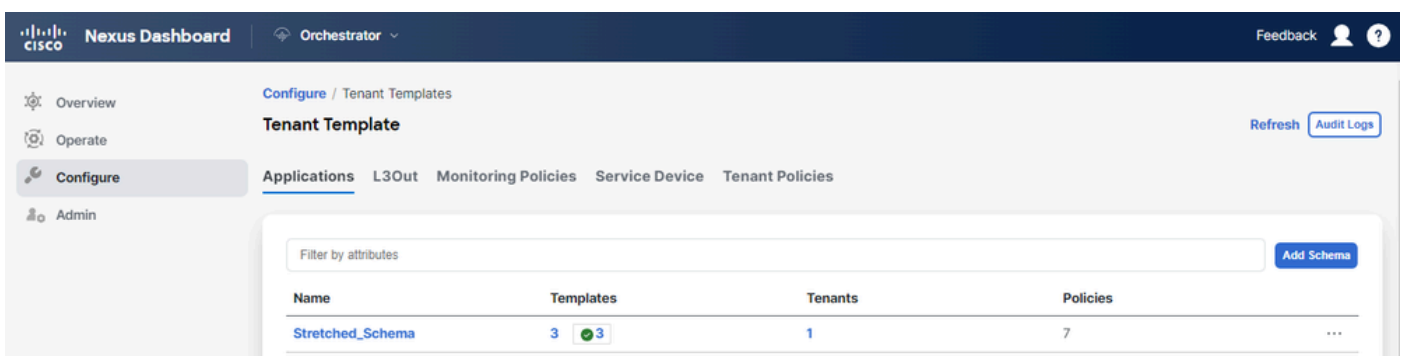 CISCO Nexus Dashboard Orchestrator Feedback ?
Overview
Operate
Configure
Admin
Configure / Tenant Templates
Tenant Template
Refresh Audit Logs
Applications L3Out Monitoring Policies Service Device Tenant Policies
Filter by attributes Add Schema
Name Templates Tenants Policies
Stretched_Schema 3 3 1 7 ...